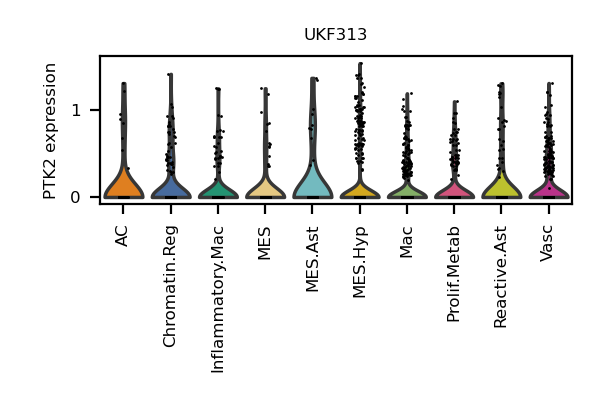 UKF313
PTK2 expression
1
0
AC
Chromatin.Reg
Inflammatory.Mac
MES
MES.Ast
MES.Hyp
Mac
Prolif.Metab
Reactive.Ast
Vasc